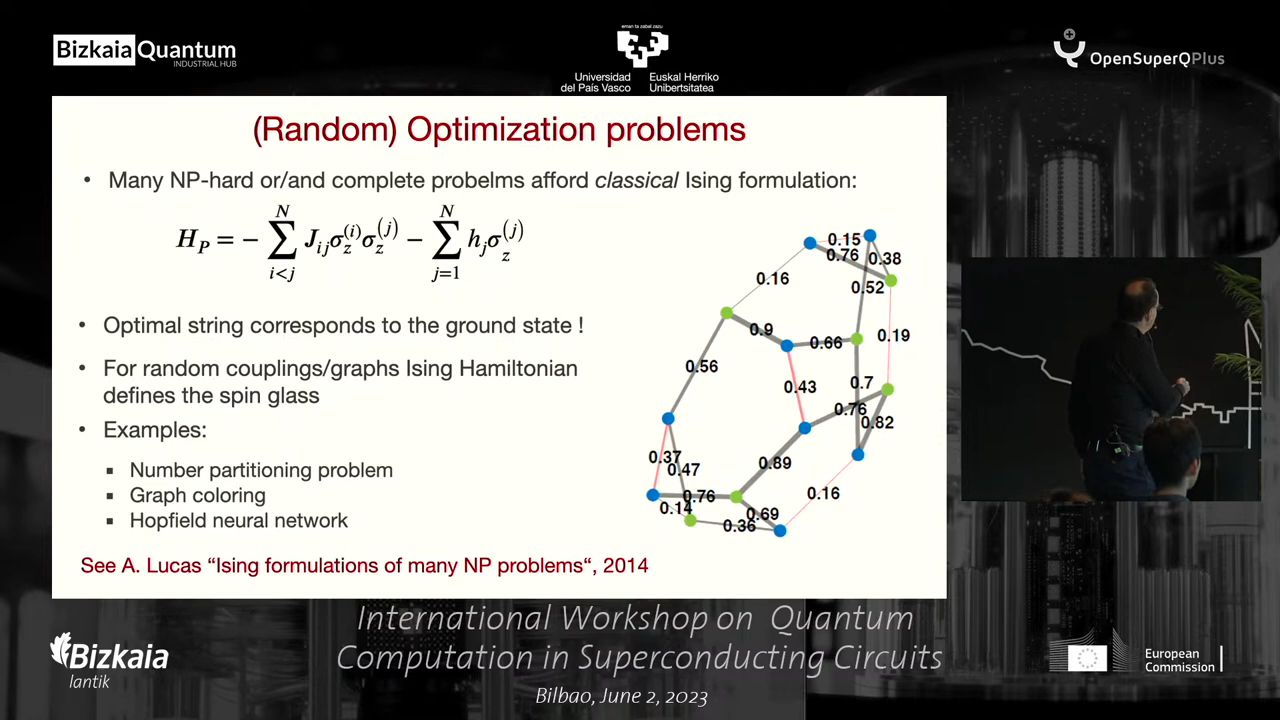 Bizkaia Quantum
INDUSTRIAL HUB
eman ta zabal zazu
Universidad del País Vasco
Euskal Herriko Unibertsitatea
OpenSuperQPlus
(Random) Optimization problems
• Many NP-hard or/and complete probelms afford classical Ising formulation:
H_P = − ∑_{i<j}^{N} J_{ij}σ_z^{(i)}σ_z^{(j)} − ∑_{j=1}^{N} h_jσ_z^{(j)}
• Optimal string corresponds to the ground state !
• For random couplings/graphs Ising Hamiltonian
defines the spin glass
• Examples:
▪ Number partitioning problem
▪ Graph coloring
▪ Hopfield neural network
See A. Lucas “Ising formulations of many NP problems“, 2014
0.15
0.76
0.38
0.16
0.52
0.9
0.66
0.19
0.56
0.43
0.7
0.76
0.82
0.37
0.47
0.89
0.76
0.14
0.69
0.16
0.36
International Workshop on Quantum
Computation in Superconducting Circuits
Bilbao, June 2, 2023
Bizkaia
lantik
European
Commission